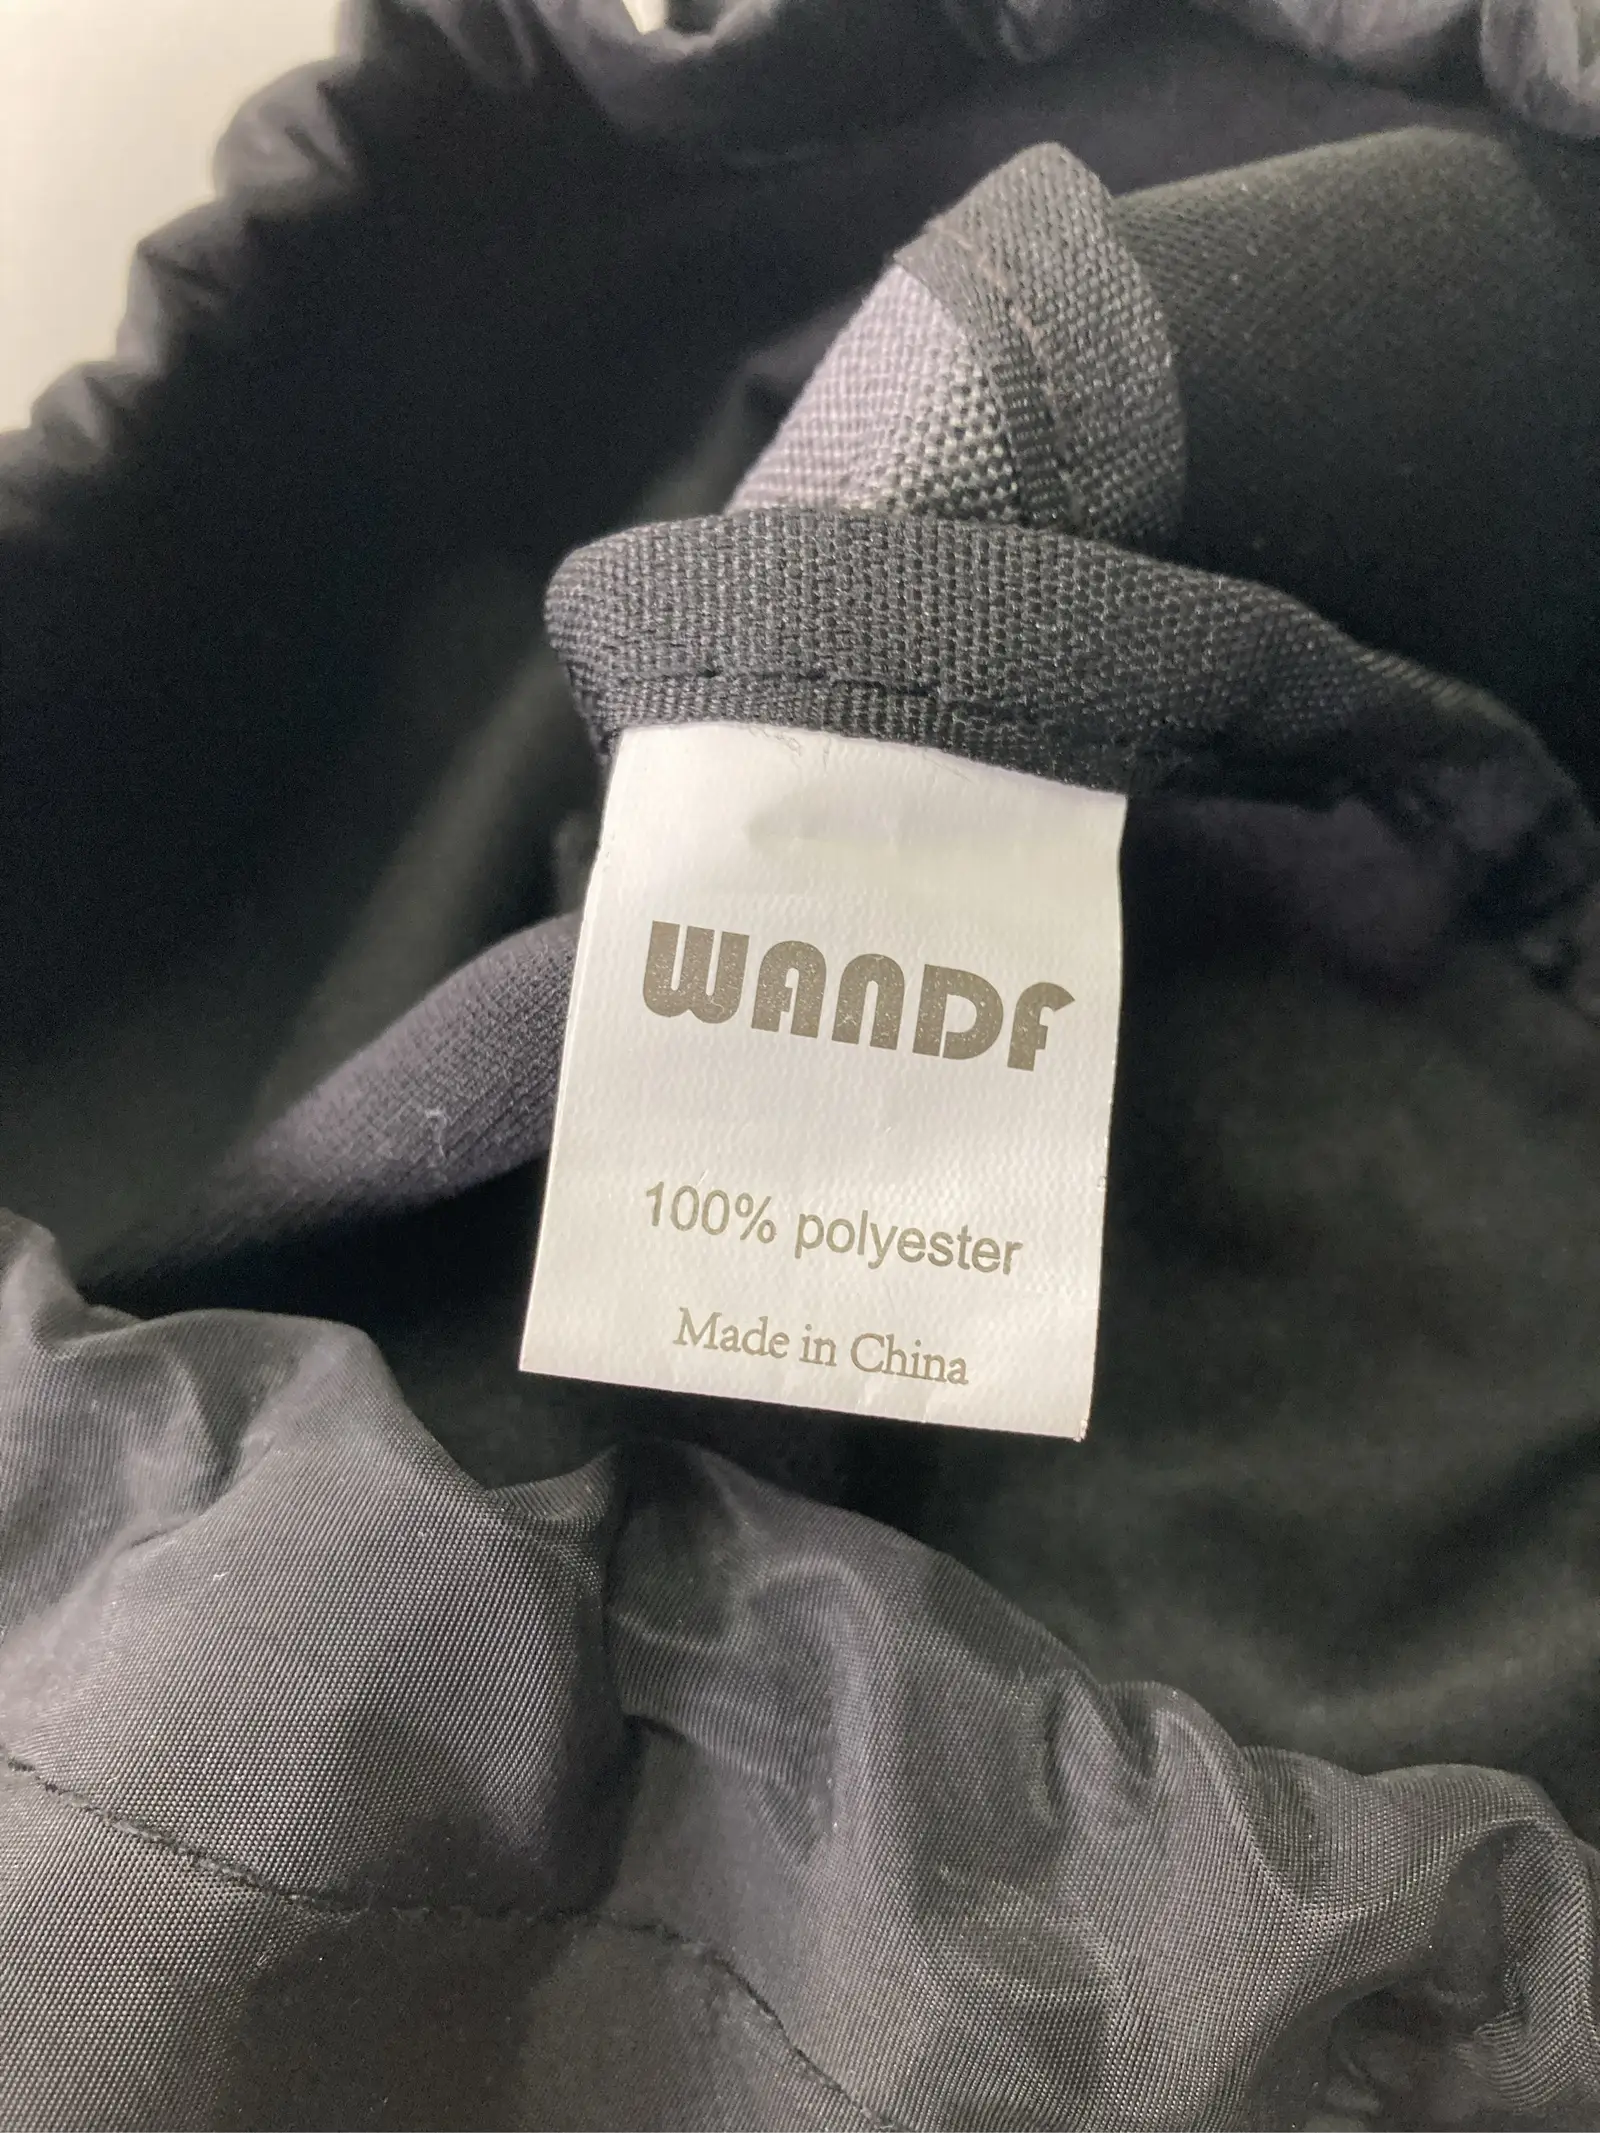 WANDF
100% polyester
Made in China